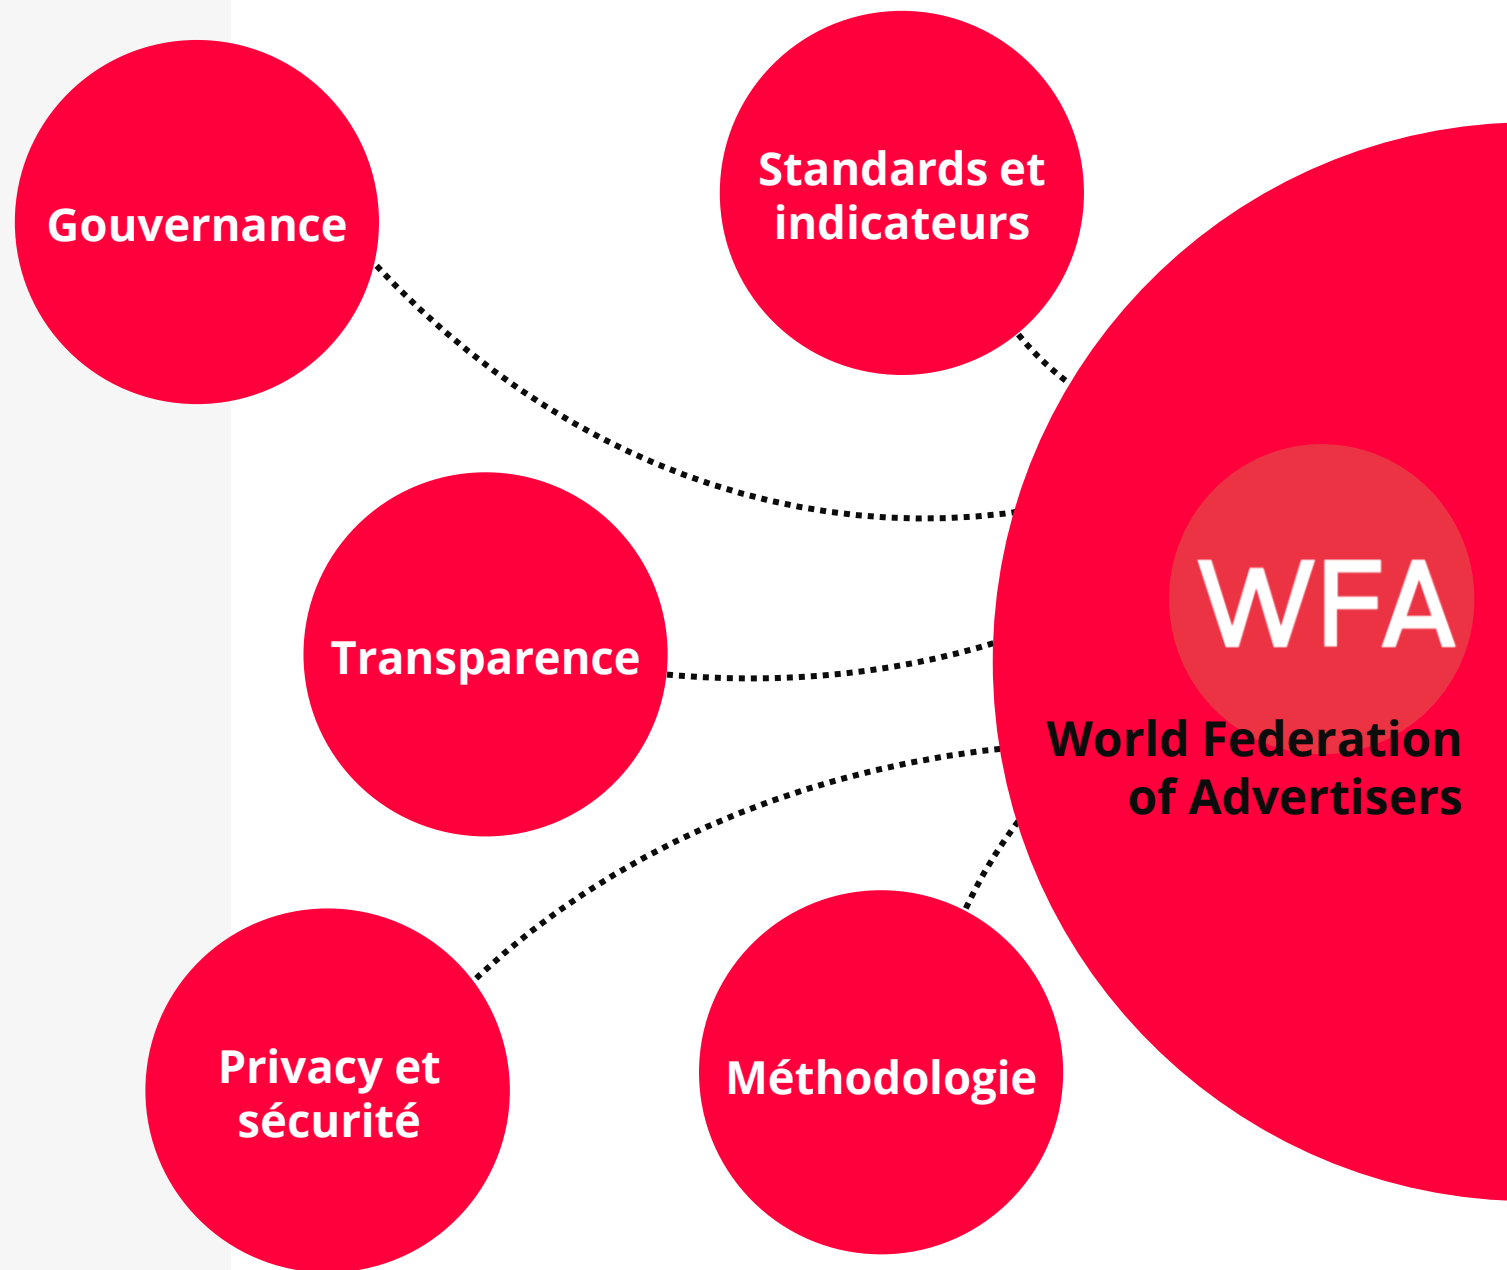 Gouvernance
Standards et
indicateurs
Transparence
WFA
World Federation
of Advertisers
Privacy et
sécurité
Méthodologie